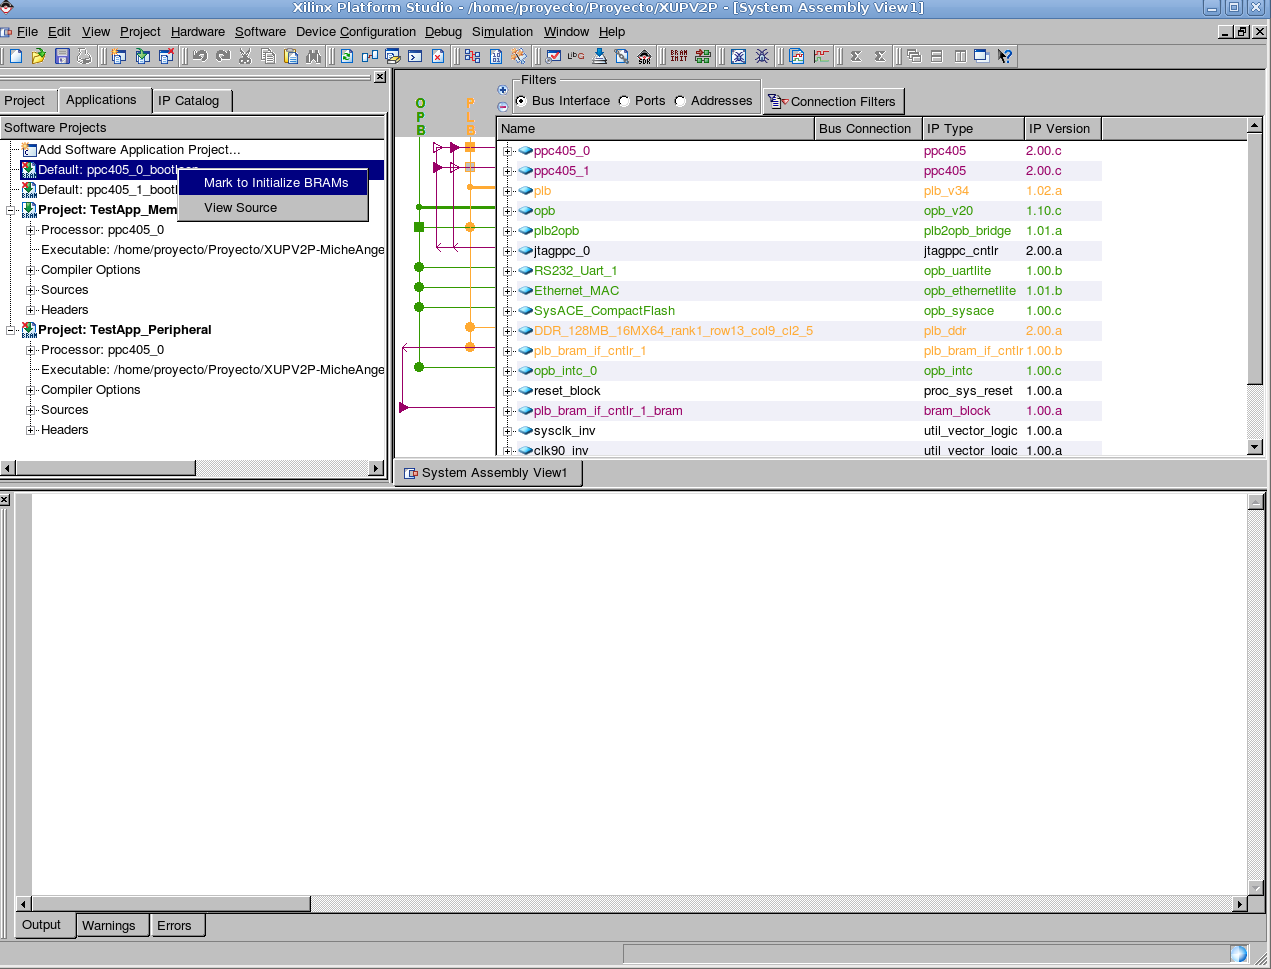 Xilinx Platform Studio - /home/proyecto/Proyecto/XUPV2P - [System Assembly View1]
File Edit View Project Hardware Software Device Configuration Debug Simulation Window Help
Project Applications IP Catalog
Software Projects
Add Software Application Project...
Default: ppc405_0_bootloop
Default: ppc405_1_bootl
Mark to Initialize BRAMs
View Source
Project: TestApp_Mem
Processor: ppc405_0
Executable: /home/proyecto/Proyecto/XUPV2P-MicheAnge
Compiler Options
Sources
Headers
Project: TestApp_Peripheral
Processor: ppc405_0
Executable: /home/proyecto/Proyecto/XUPV2P-MicheAnge
Compiler Options
Sources
Headers
OPB
PLB
Filters
Bus Interface Ports Addresses
Connection Filters
Name Bus Connection IP Type IP Version
ppc405_0 ppc405 2.00.c
ppc405_1 ppc405 2.00.c
plb plb_v34 1.02.a
opb opb_v20 1.10.c
plb2opb plb2opb_bridge 1.01.a
jtagppc_0 jtagppc_cntlr 2.00.a
RS232_Uart_1 opb_uartlite 1.00.b
Ethernet_MAC opb_ethernetlite 1.01.b
SysACE_CompactFlash opb_sysace 1.00.c
DDR_128MB_16MX64_rank1_row13_col9_cl2_5 plb_ddr 2.00.a
plb_bram_if_cntlr_1 plb_bram_if_cntlr 1.00.b
opb_intc_0 opb_intc 1.00.c
reset_block proc_sys_reset 1.00.a
plb_bram_if_cntlr_1_bram bram_block 1.00.a
sysclk_inv util_vector_logic 1.00.a
clk90_inv util_vector_logic 1.00.a
System Assembly View1
Output Warnings Errors